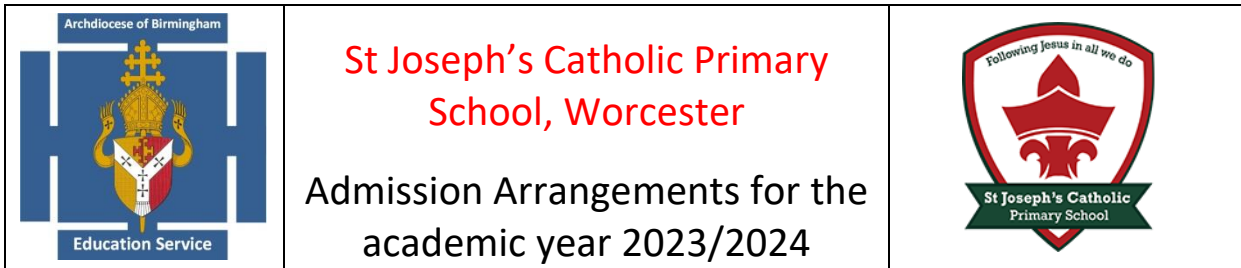 Archdiocese of Birmingham
Education Service
St Joseph’s Catholic Primary
School, Worcester
Admission Arrangements for the
academic year 2023/2024
Following Jesus in all we do
St Joseph's Catholic
Primary School